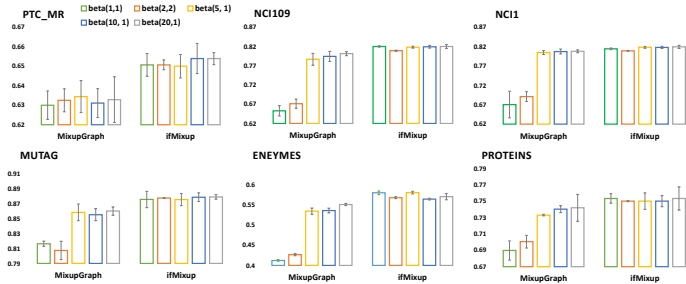 beta(1,1) beta(2,2) beta(5, 1)
beta(10, 1) beta(20,1)
PTC_MR
0.67
0.66
0.65
0.64
0.63
0.62
MixupGraph ifMixup
NCI109
0.87
0.82
0.77
0.72
0.67
0.62
MixupGraph ifMixup
NCI1
0.87
0.82
0.77
0.72
0.67
0.62
MixupGraph ifMixup
MUTAG
0.91
0.89
0.87
0.85
0.83
0.81
0.79
MixupGraph ifMixup
ENEYMES
0.6
0.55
0.5
0.45
0.4
MixupGraph ifMixup
PROTEINS
0.79
0.77
0.75
0.73
0.71
0.69
0.67
MixupGraph ifMixup